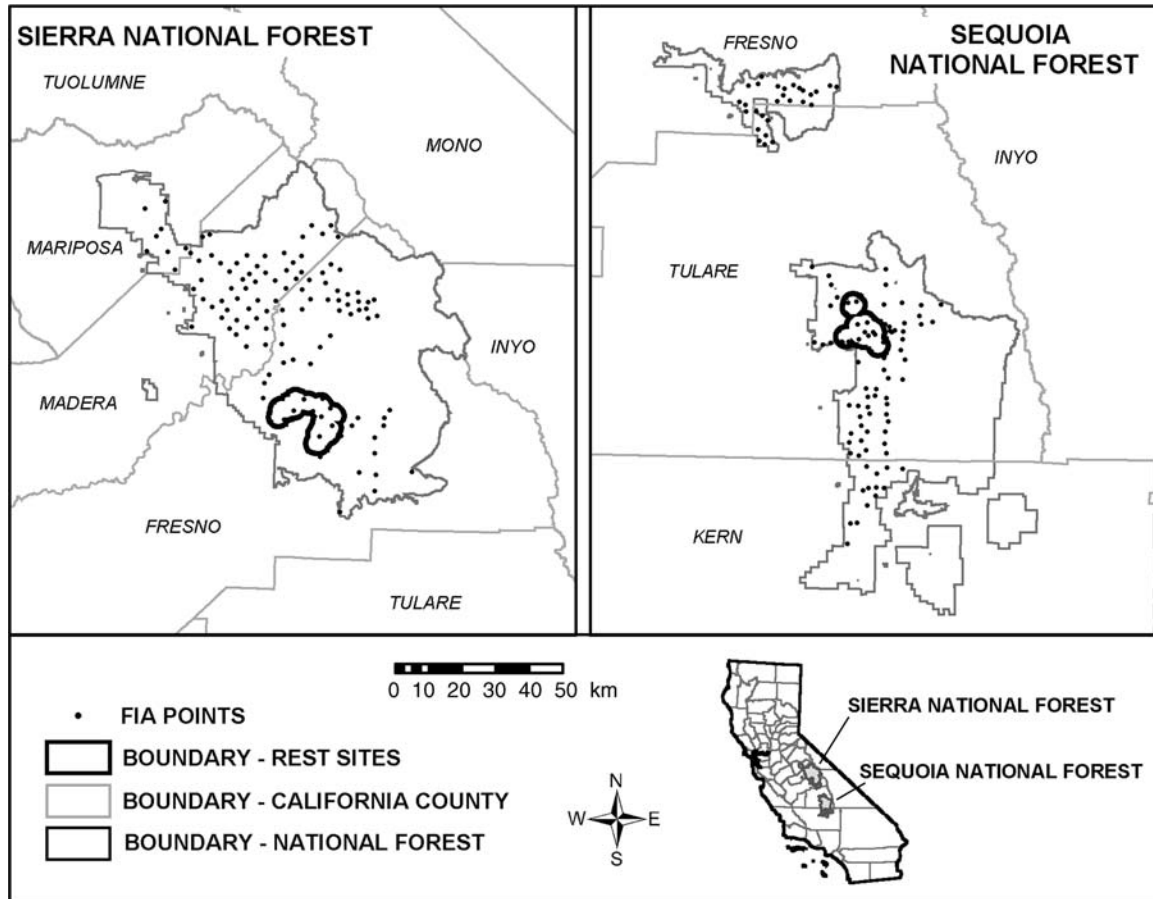 SIERRA NATIONAL FOREST
TUOLUMNE
MONO
MARIPOSA
INYO
MADERA
FRESNO
TULARE
SEQUOIA
NATIONAL FOREST
FRESNO
INYO
TULARE
KERN
0 10 20 30 40 50 km
FIA POINTS
BOUNDARY - REST SITES
BOUNDARY - CALIFORNIA COUNTY
BOUNDARY - NATIONAL FOREST
N
W E
S
SIERRA NATIONAL FOREST
SEQUOIA NATIONAL FOREST